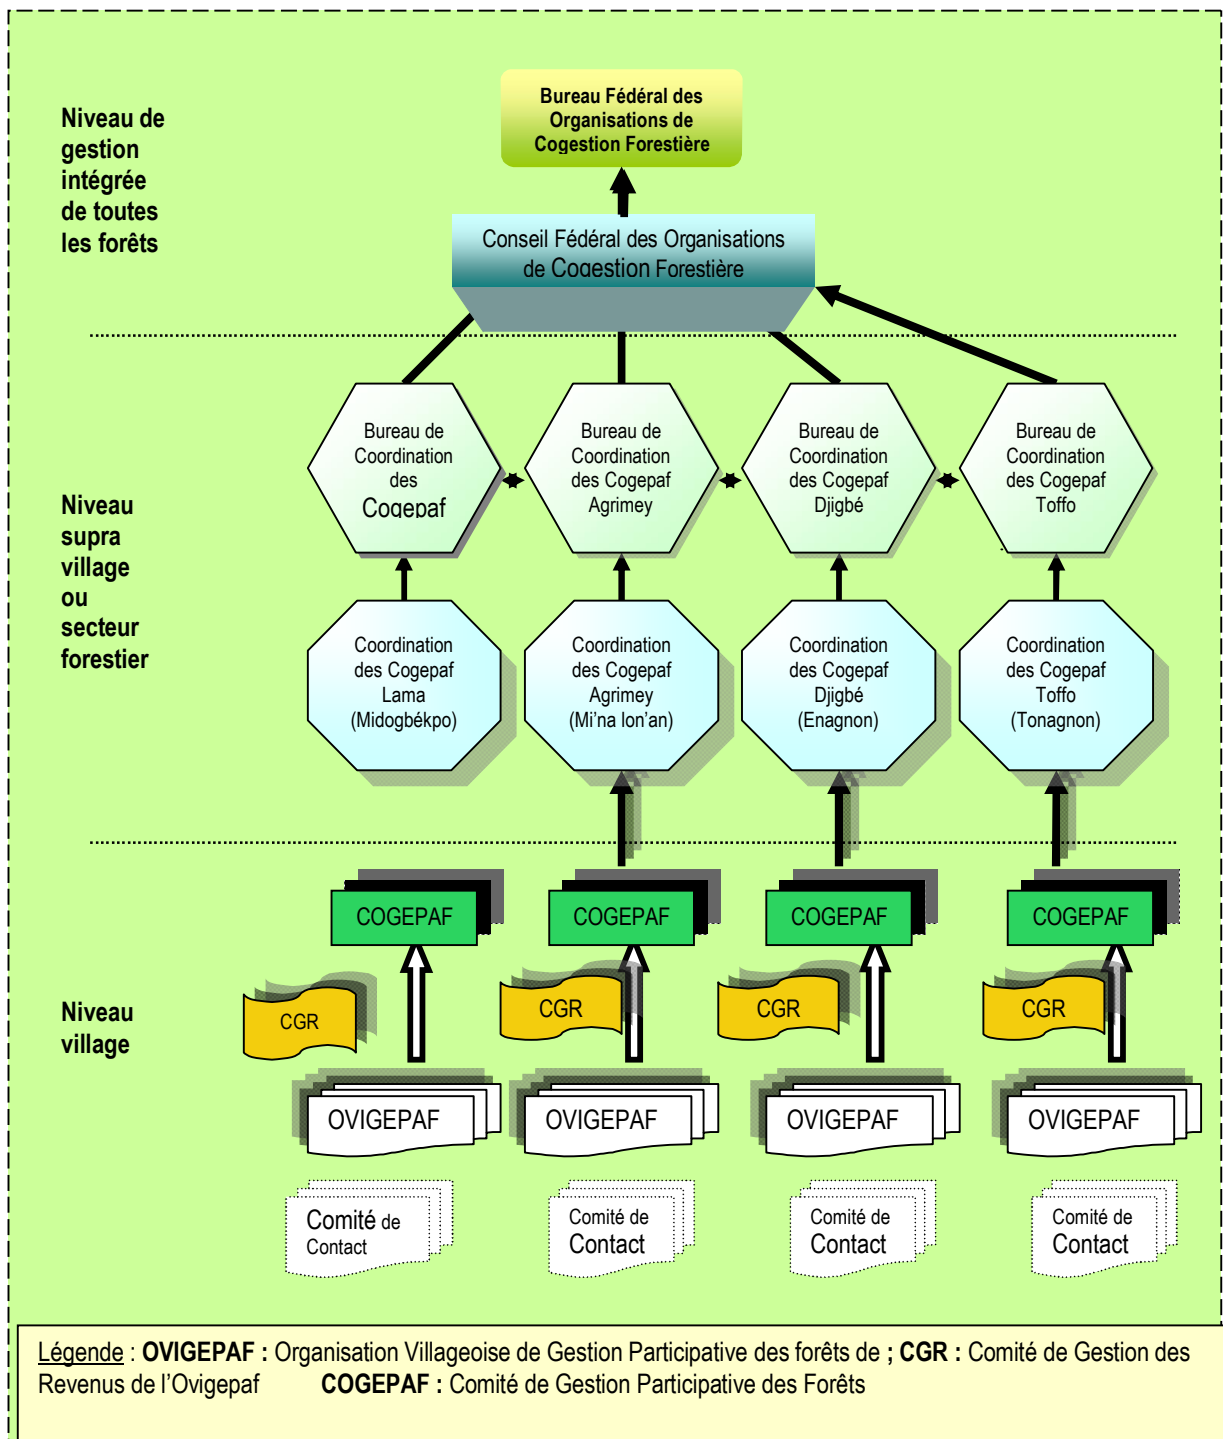 Bureau Fédéral des
Organisations de
Cogestion Forestière
Niveau de
gestion
intégrée
de toutes
les forêts
Conseil Fédéral des Organisations
de Cogestion Forestière
Bureau de
Coordination
des
Cogepaf
Bureau de
Coordination
des Cogepaf
Agrimey
Bureau de
Coordination
des Cogepaf
Djigbé
Bureau de
Coordination
des Cogepaf
Toffo
Niveau
supra
village
ou
secteur
forestier
Coordination
des Cogepaf
Lama
(Midogbékpo)
Coordination
des Cogepaf
Agrimey
(Mi'na lon'an)
Coordination
des Cogepaf
Djigbé
(Enagnon)
Coordination
des Cogepaf
Toffo
(Tonagnon)
COGEPAF
COGEPAF
COGEPAF
COGEPAF
Niveau
village
CGR
CGR
CGR
CGR
OVIGEPAF
OVIGEPAF
OVIGEPAF
OVIGEPAF
Comité de
Contact
Comité de
Contact
Comité de
Contact
Comité de
Contact
Légende : OVIGEPAF : Organisation Villageoise de Gestion Participative des forêts de ; CGR : Comité de Gestion des
Revenus de l'Ovigepaf COGEPAF : Comité de Gestion Participative des Forêts